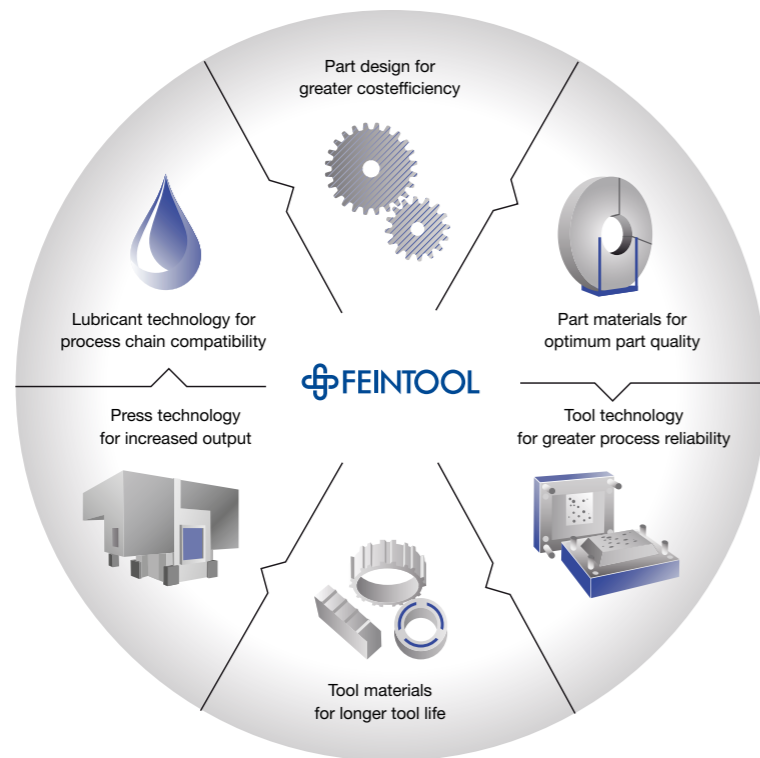 Part design for
greater costefficiency
Lubricant technology for
process chain compatibility
Part materials for
optimum part quality
FEINTOOL
Press technology
for increased output
Tool technology
for greater process reliability
Tool materials
for longer tool life